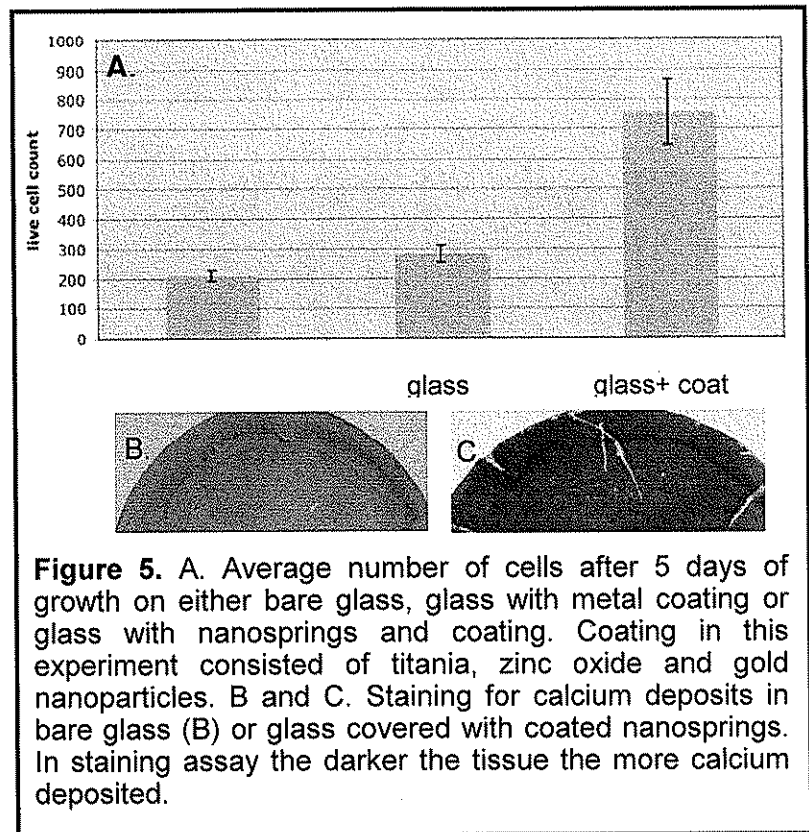 1000
A.
900
800
700
600
500
400
300
200
100
0
live cell count
glass
glass+ coat
B
C
Figure 5. A. Average number of cells after 5 days of
growth on either bare glass, glass with metal coating or
glass with nanosprings and coating. Coating in this
experiment consisted of titania, zinc oxide and gold
nanoparticles. B and C. Staining for calcium deposits in
bare glass (B) or glass covered with coated nanosprings.
In staining assay the darker the tissue the more calcium
deposited.